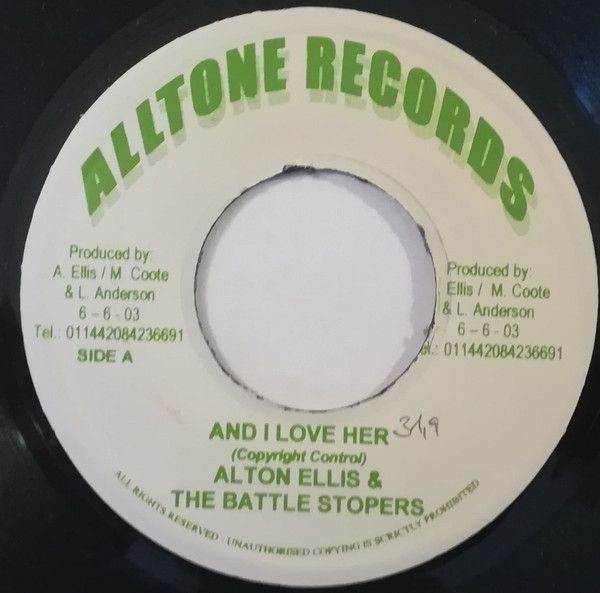 ALLTONE RECORDS
Produced by:
A. Ellis / M. Coote
& L. Anderson
6 - 6 - 03
Tel.: 011442084236691
SIDE A
Produced by:
Ellis / M. Coote
& L. Anderson
6 - 6 - 03
el.: 011442084236691
AND I LOVE HER
(Copyright Control)
ALTON ELLIS &
THE BATTLE STOPERS
ALL RIGHTS RESERVED . UNAUTHORISED COPYING IS SCRICTLY PROHIBITED